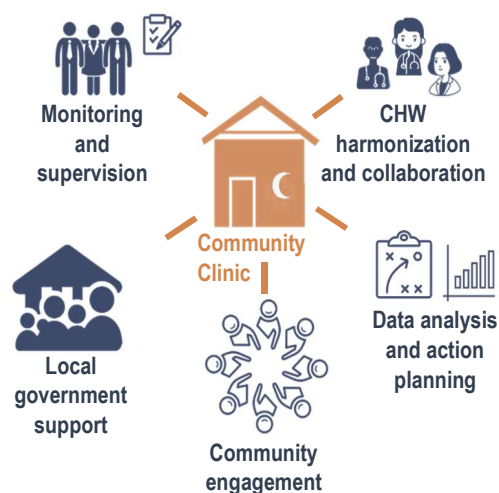 Monitoring
and
supervision
CHW
harmonization
and collaboration
Community
Clinic
Local
government
support
Data analysis
and action
planning
Community
engagement